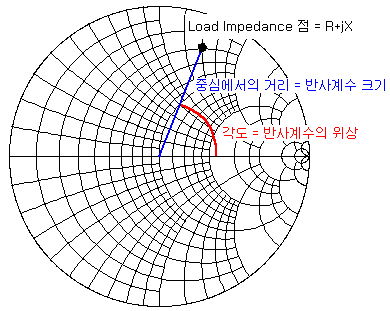 Load Impedance 점 = R+jX
중심에서의 거리 = 반사계수 크기
각도 = 반사계수의 위상